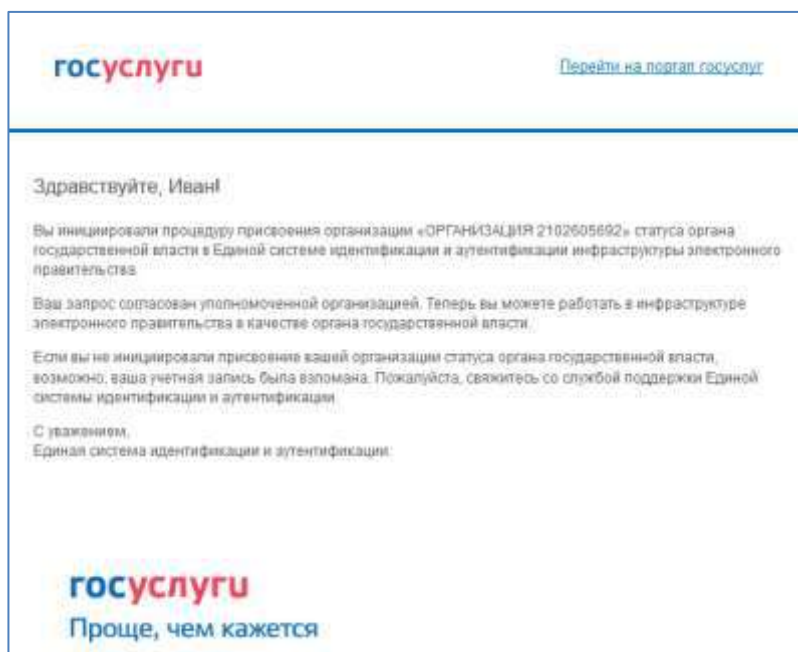 госуслуги
Перейти на портал госуслуг
Здравствуйте, Иван!
Вы инициировали процедуру присвоения организации «ОРГАНИЗАЦИЯ 2102605692» статуса органа
государственной власти в Единой системе идентификации и аутентификации инфраструктуры электронного
правительства.
Ваш запрос согласован уполномоченной организацией. Теперь вы можете работать в инфраструктуре
электронного правительства в качестве органа государственной власти.
Если вы не инициировали присвоение вашей организации статуса органа государственной власти,
возможно, ваша учетная запись была взломана. Пожалуйста, свяжитесь со службой поддержки Единой
системы идентификации и аутентификации.
С уважением,
Единая система идентификации и аутентификации.
госуслуги
Проще, чем кажется